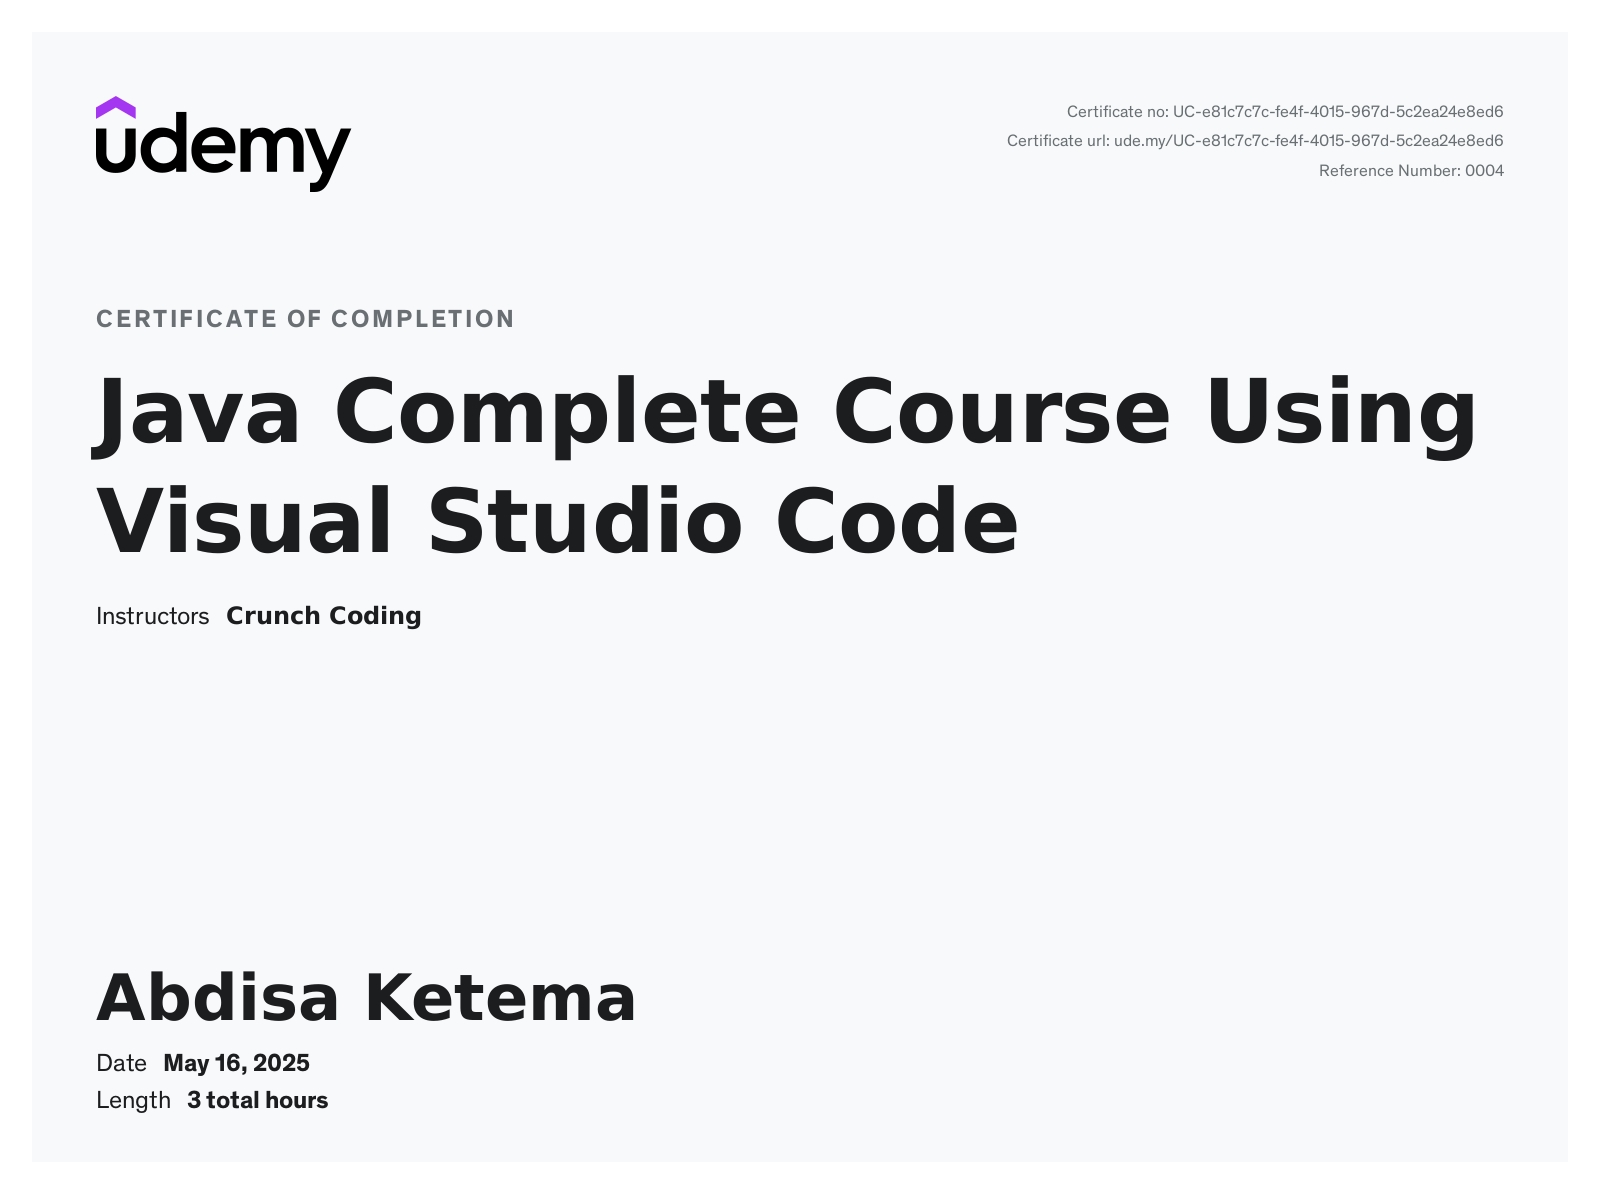 udemy
Certificate no: UC-e81c7c7c-fe4f-4015-967d-5c2ea24e8ed6
Certificate url: ude.my/UC-e81c7c7c-fe4f-4015-967d-5c2ea24e8ed6
Reference Number: 0004
CERTIFICATE OF COMPLETION
Java Complete Course Using
Visual Studio Code
Instructors Crunch Coding
Abdisa Ketema
Date May 16, 2025
Length 3 total hours